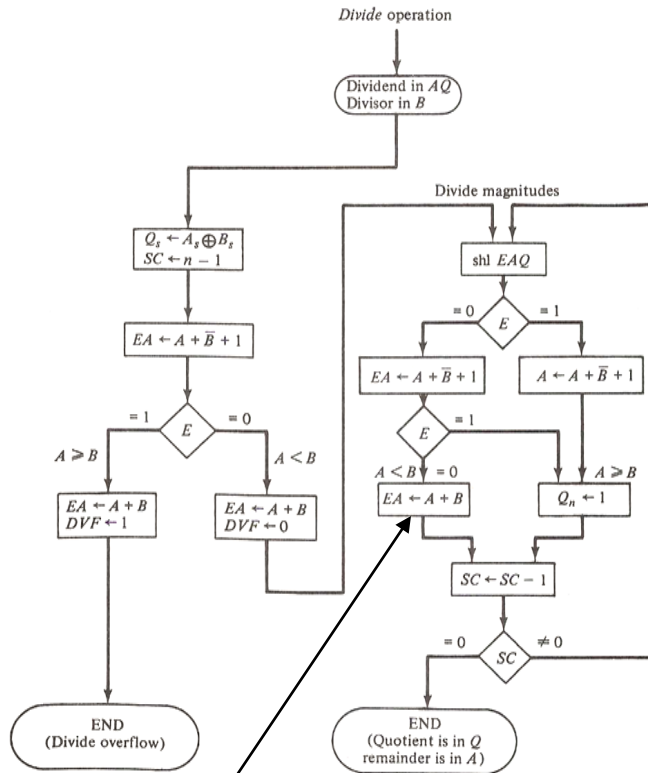 Divide operation
Dividend in AQ
Divisor in B
Divide magnitudes
Qs ← As ⊕ Bs
SC ← n − 1
shl EAQ
= 0
E
= 1
EA ← A + B̅ + 1
EA ← A + B̅ + 1
A ← A + B̅ + 1
= 1
E
= 0
E
= 1
A ⩾ B
A < B
A < B
= 0
A ⩾ B
EA ← A + B
DVF ← 1
EA ← A + B
DVF ← 0
EA ← A + B
Qn ← 1
SC ← SC − 1
= 0
SC
≠ 0
END
(Divide overflow)
END
(Quotient is in Q
remainder is in A)